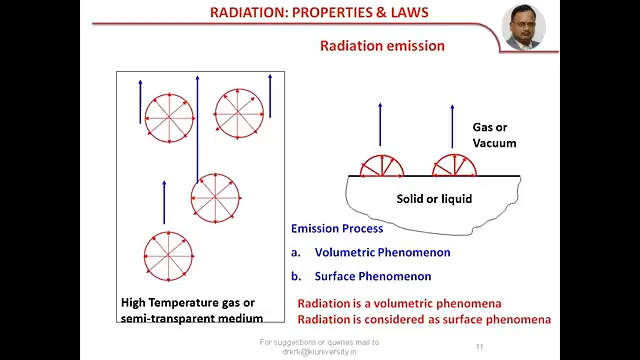 RADIATION: PROPERTIES & LAWS
Radiation emission
Gas or
Vacuum
Solid or liquid
Emission Process
a. Volumetric Phenomenon
b. Surface Phenomenon
High Temperature gas or
semi-transparent medium
Radiation is a volumetric phenomena
Radiation is considered as surface phenomena
For suggestions or queries mail to
drkrk@kluniversity.in
11